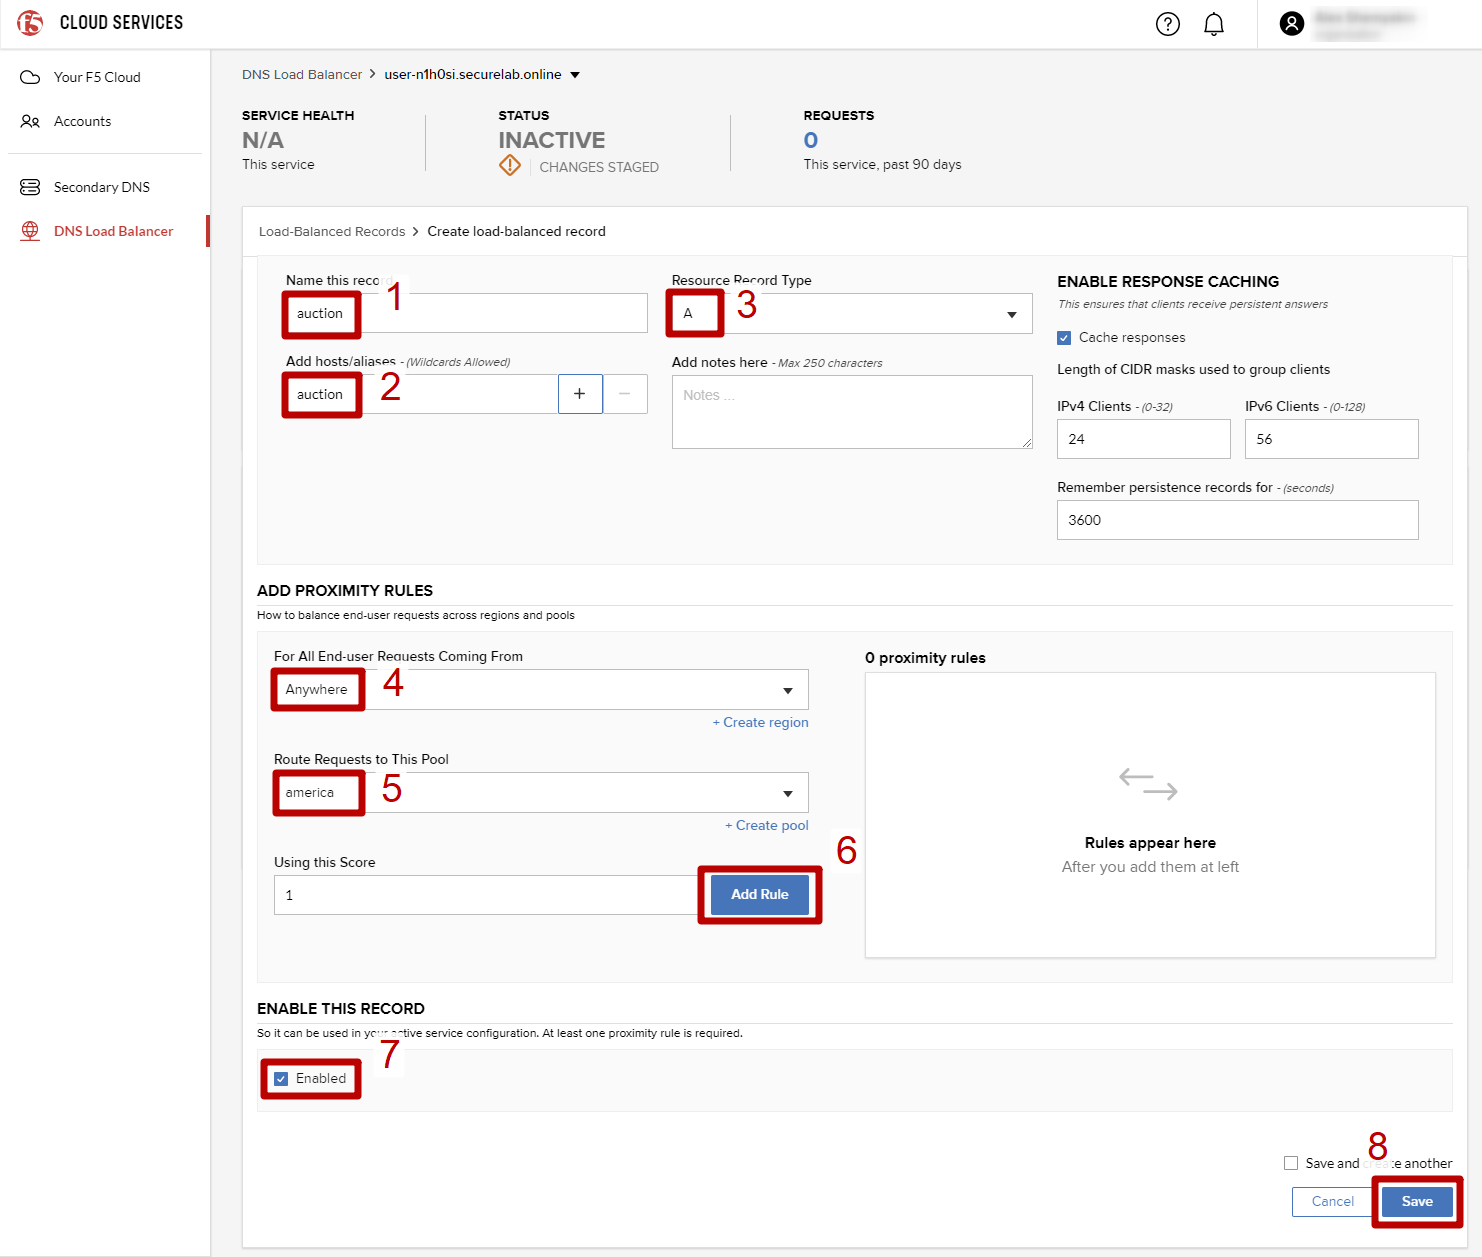 f5 CLOUD SERVICES
Your F5 Cloud
Accounts
Secondary DNS
DNS Load Balancer
DNS Load Balancer > user-n1h0si.securelab.online
SERVICE HEALTH
N/A
This service
STATUS
INACTIVE
CHANGES STAGED
REQUESTS
0
This service, past 90 days
Load-Balanced Records > Create load-balanced record
Name this record
auction
1
Add hosts/aliases - (Wildcards Allowed)
auction
2
+
−
Resource Record Type
A
3
Add notes here - Max 250 characters
Notes ...
ENABLE RESPONSE CACHING
This ensures that clients receive persistent answers
Cache responses
Length of CIDR masks used to group clients
IPv4 Clients - (0-32)
IPv6 Clients - (0-128)
24
56
Remember persistence records for - (seconds)
3600
ADD PROXIMITY RULES
How to balance end-user requests across regions and pools
For All End-user Requests Coming From
Anywhere
4
+ Create region
Route Requests to This Pool
america
5
+ Create pool
Using this Score
1
Add Rule
6
0 proximity rules
Rules appear here
After you add them at left
ENABLE THIS RECORD
So it can be used in your active service configuration. At least one proximity rule is required.
7
Enabled
8
Save and create another
Cancel
Save